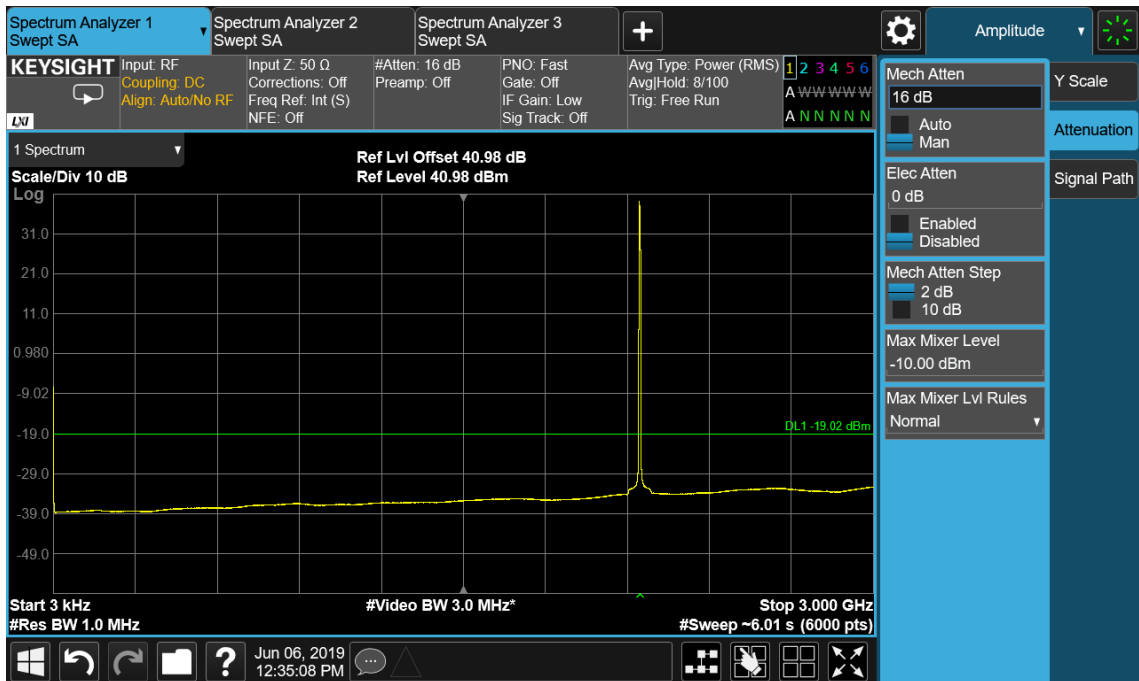 Spectrum Analyzer 1
Swept SA
Spectrum Analyzer 2
Swept SA
Spectrum Analyzer 3
Swept SA
Amplitude
KEYSIGHT
LXI
Input: RF
Coupling: DC
Align: Auto/No RF
Input Z: 50 Ω
Corrections: Off
Freq Ref: Int (S)
NFE: Off
#Atten: 16 dB
Preamp: Off
PNO: Fast
Gate: Off
IF Gain: Low
Sig Track: Off
Avg Type: Power (RMS)
Avg|Hold: 8/100
Trig: Free Run
1 2 3 4 5 6
A W W W W W
A N N N N N
1 Spectrum
Scale/Div 10 dB
Log
Ref Lvl Offset 40.98 dB
Ref Level 40.98 dBm
31.0
21.0
11.0
0.980
-9.02
-19.0
-29.0
-39.0
-49.0
DL1 -19.02 dBm
Start 3 kHz
#Res BW 1.0 MHz
#Video BW 3.0 MHz*
Stop 3.000 GHz
#Sweep ~6.01 s (6000 pts)
Mech Atten
16 dB
Auto
Man
Elec Atten
0 dB
Enabled
Disabled
Mech Atten Step
2 dB
10 dB
Max Mixer Level
-10.00 dBm
Max Mixer Lvl Rules
Normal
Y Scale
Attenuation
Signal Path
?
Jun 06, 2019
12:35:08 PM